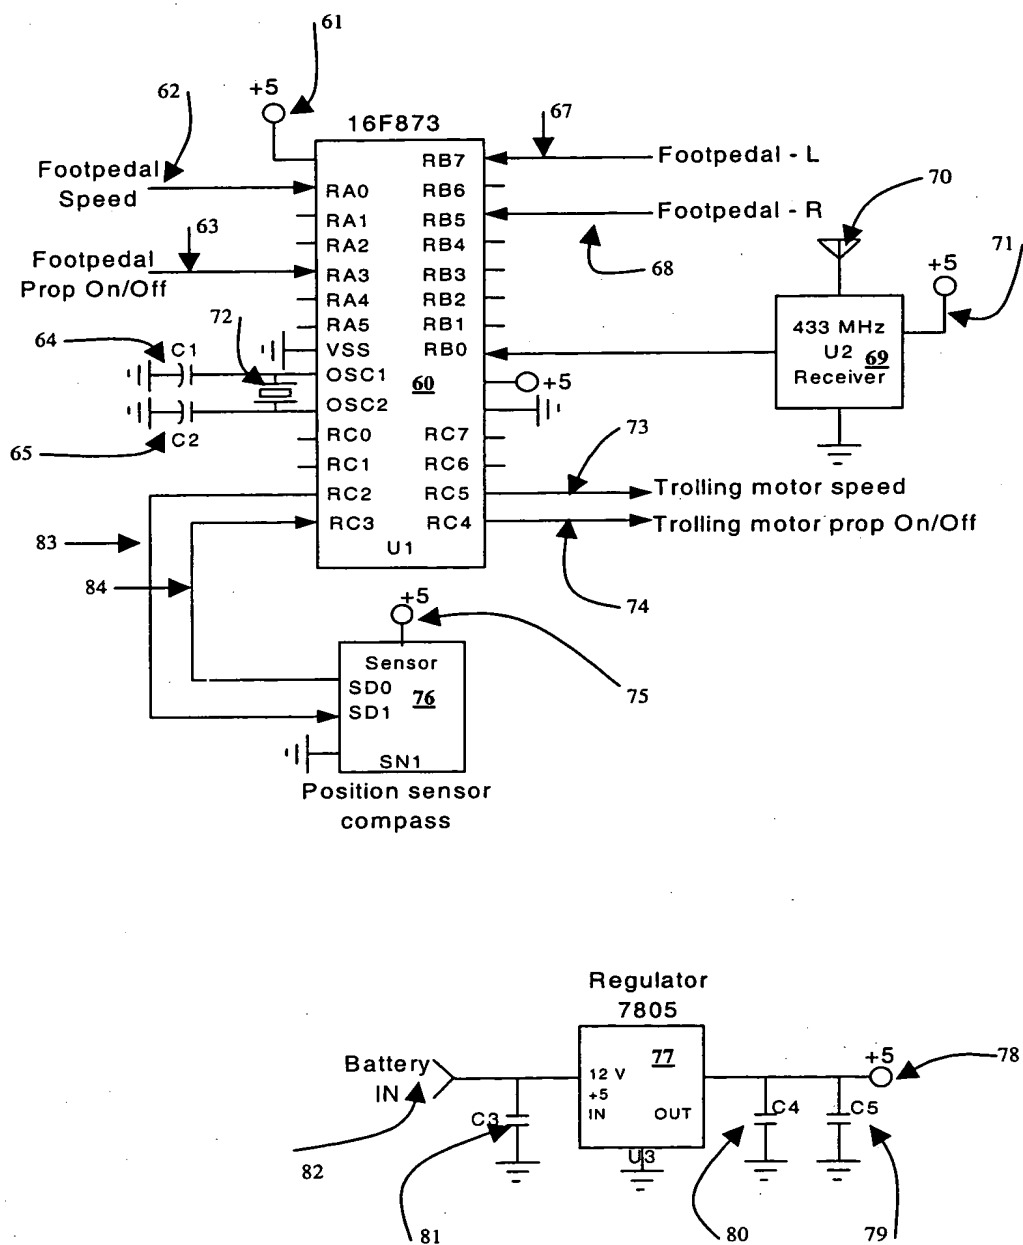 61
62
+5
16F873
67
Footpedal
Speed
RB7
Footpedal - L
RA0
RB6
70
RA1
RB5
Footpedal - R
63
RA2
RB4
68
71
Footpedal
Prop On/Off
RA3
RB3
+5
RA4
RB2
72
RA5
RB1
433 MHz
64
C1
VSS
RB0
U2
69
Receiver
OSC1
60
+5
OSC2
65
C2
RC0
RC7
73
RC1
RC6
RC2
RC5
Trolling motor speed
RC3
RC4
Trolling motor prop On/Off
83
U1
84
+5
74
Sensor
SD0
76
75
SD1
SN1
Position sensor
compass
Regulator
7805
Battery
IN
77
+5
78
12 V
+5
IN
OUT
C3
C4
C5
U3
82
81
80
79